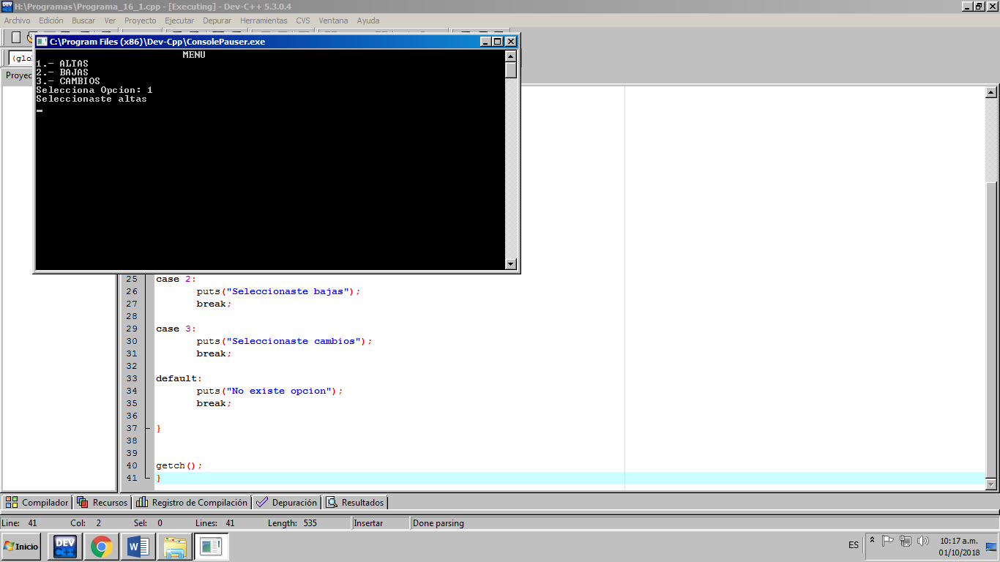 H:\Programas\Programa_16_1.cpp - [Executing] - Dev-C++ 5.3.0.4
Archivo Edición Buscar Ver Proyecto Ejecutar Depurar Herramientas CVS Ventana Ayuda
C:\Program Files (x86)\Dev-Cpp\ConsolePauser.exe
MENU
1.- ALTAS
2.- BAJAS
3.- CAMBIOS
Selecciona Opcion: 1
Seleccionaste altas
25 case 2:
26 puts("Seleccionaste bajas");
27 break;
28
29 case 3:
30 puts("Seleccionaste cambios");
31 break;
32
33 default:
34 puts("No existe opcion");
35 break;
36
37 }
38
39
40 getch();
41 }
Compilador Recursos Registro de Compilación Depuración Resultados
Line: 41 Col: 2 Sel: 0 Lines: 41 Length: 535 Insertar Done parsing
Inicio DEV C++ ES 10:17 a.m.
01/10/2018